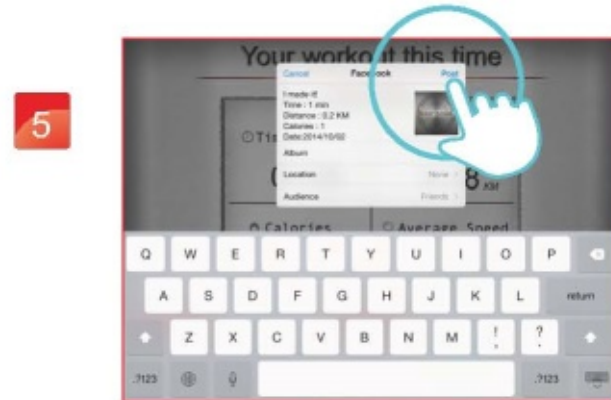 5
Your workout this time
Cancel Facebook Post
I made it!
Time : 1 min
Distance : 0.2 KM
Calories : 1
Date:2014/10/02
Album
Location None >
Audience Friends >
8 KM
Calories Average Speed
Q W E R T Y U I O P
A S D F G H J K L return
Z X C V B N M ! , ? .
.?123 .?123